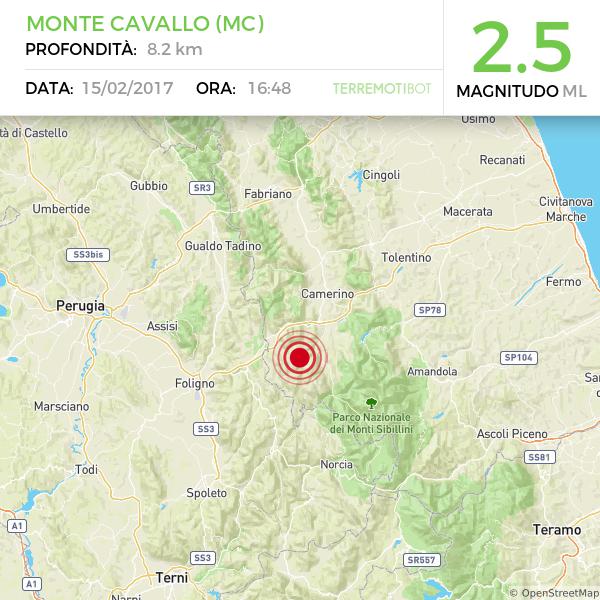 MONTE CAVALLO (MC)
PROFONDITÀ: 8.2 km
DATA: 15/02/2017 ORA: 16:48 TERREMOTIBOT
2.5
MAGNITUDO ML
tà di Castello
Usimo
Recanati
Cingoli
Gubbio
SR3
Fabriano
Umbertide
Macerata
Civitanova
Marche
Gualdo Tadino
SS3bis
Tolentino
Fermo
Camerino
Perugia
SP78
Assisi
SP104
Foligno
Amandola
Marsciano
Parco Nazionale
dei Monti Sibillini
SS3
Ascoli Piceno
SS81
Todi
Norcia
Spoleto
A1
Teramo
SS3
SR557
Terni
A1
Narni
© OpenStreetMap